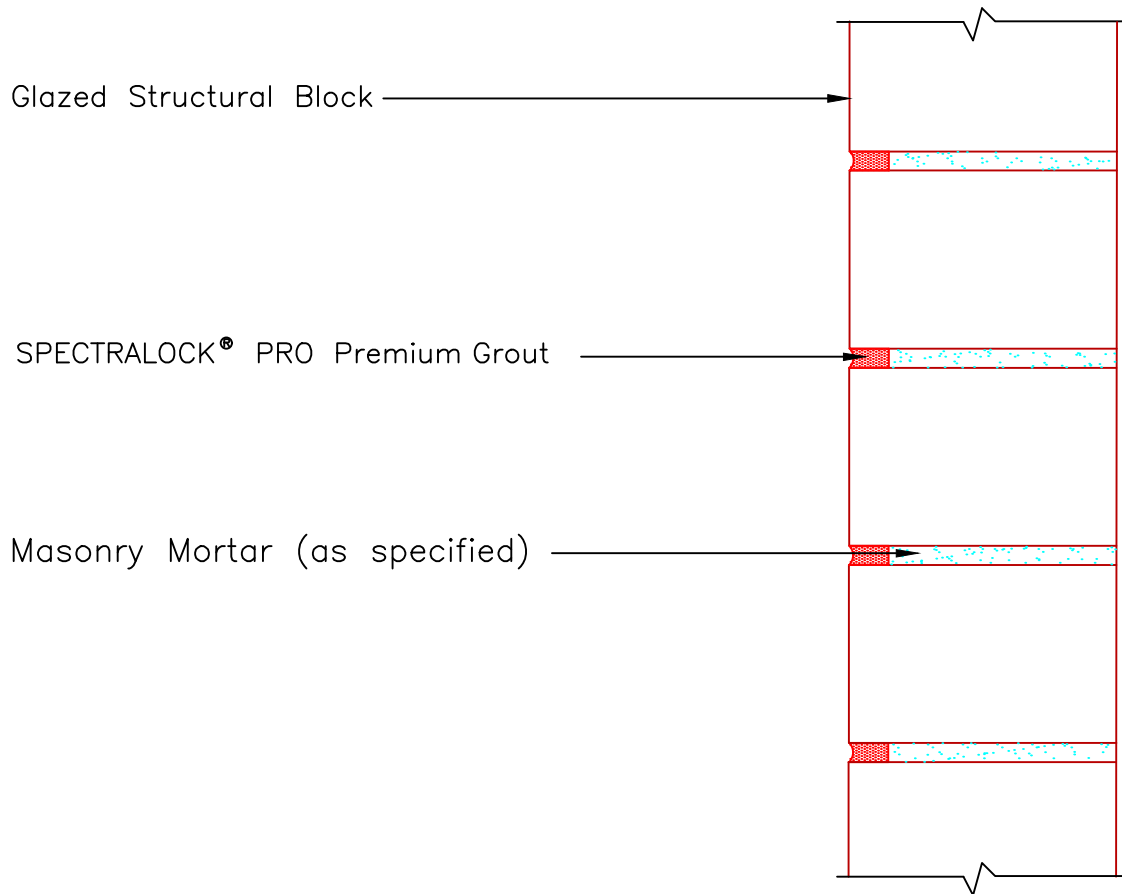 Glazed Structural Block
SPECTRALOCK® PRO Premium Grout
Masonry Mortar (as specified)